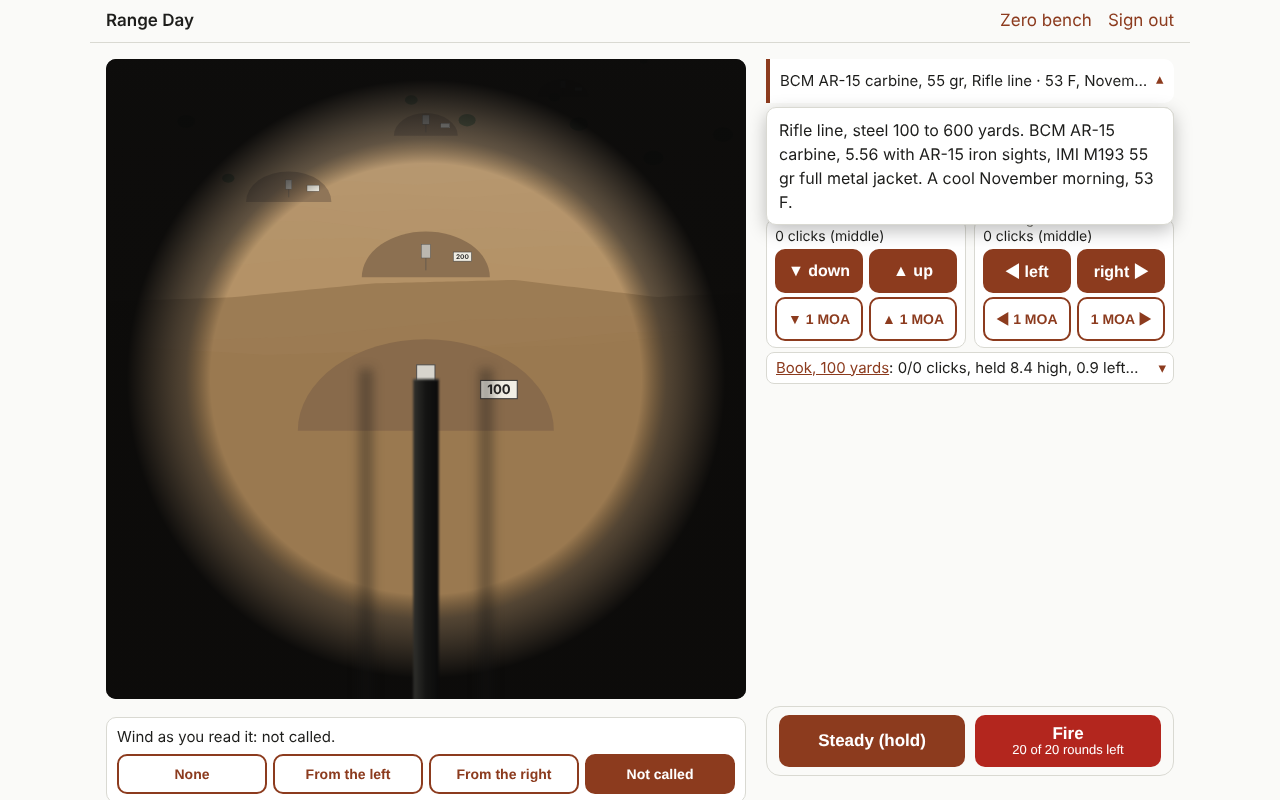 Range Day
Zero bench
Sign out
BCM AR-15 carbine, 55 gr, Rifle line · 53 F, Novem... ▲
Rifle line, steel 100 to 600 yards. BCM AR-15
carbine, 5.56 with AR-15 iron sights, IMI M193 55
gr full metal jacket. A cool November morning, 53
F.
200
100
0 clicks (middle)
▼ down
▲ up
▼ 1 MOA
▲ 1 MOA
0 clicks (middle)
◀ left
right ▶
◀ 1 MOA
1 MOA ▶
Book, 100 yards: 0/0 clicks, held 8.4 high, 0.9 left... ▼
Wind as you read it: not called.
None
From the left
From the right
Not called
Steady (hold)
Fire
20 of 20 rounds left